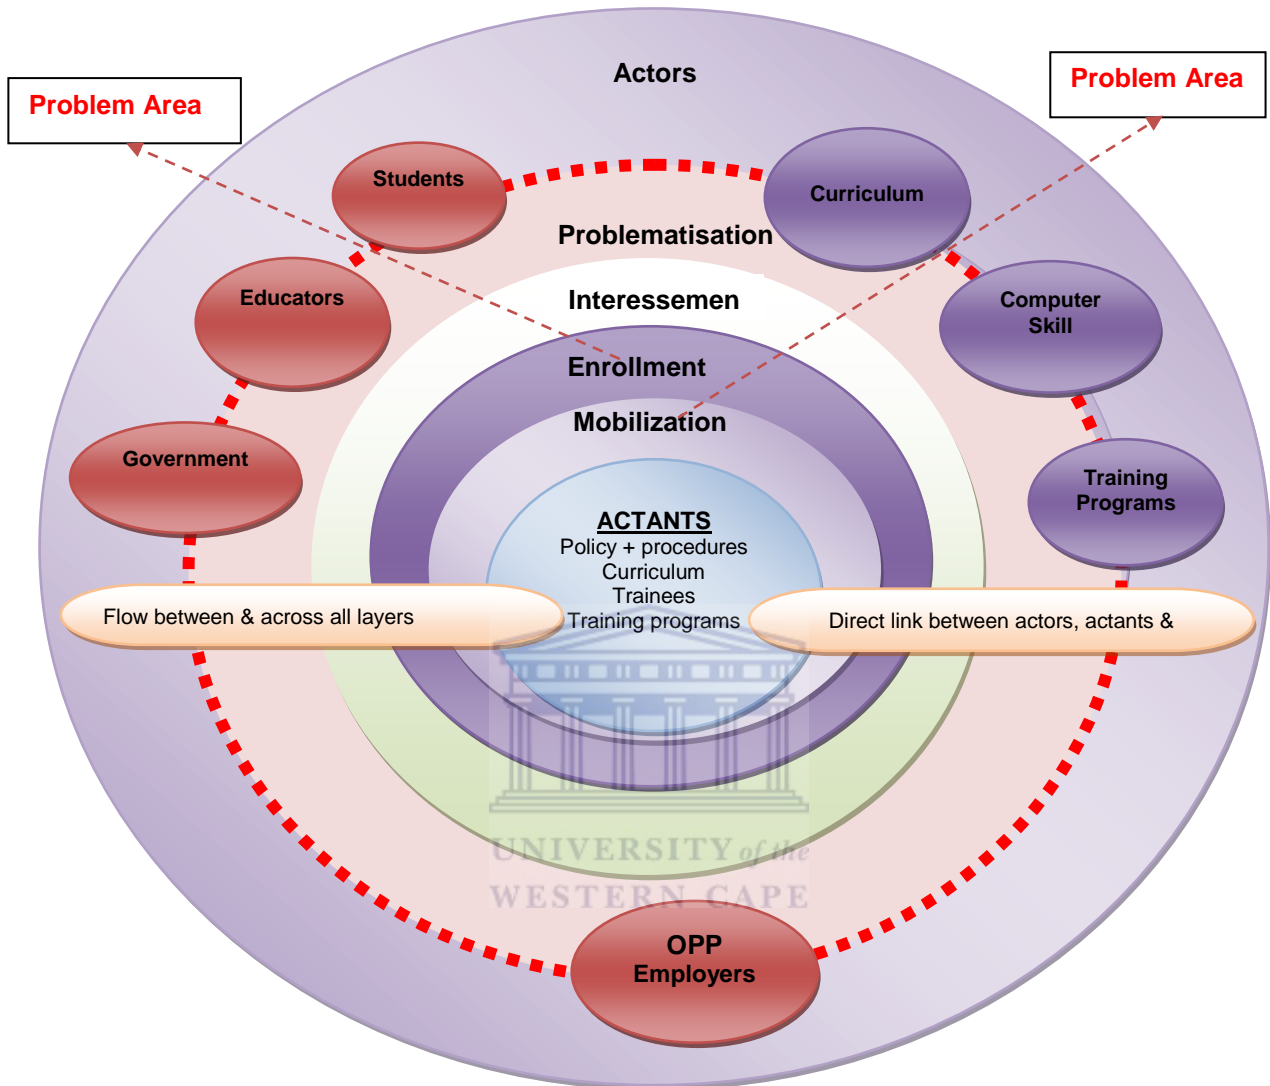 Actors
Problem Area
Problem Area
Students
Curriculum
Problematisation
Educators
Interessemen
Computer
Skill
Enrollment
Mobilization
Government
Training
Programs
ACTANTS
Policy + procedures
Curriculum
Trainees
Training programs
Flow between & across all layers
Direct link between actors, actants &
UNIVERSITY of the
WESTERN CAPE
OPP
Employers